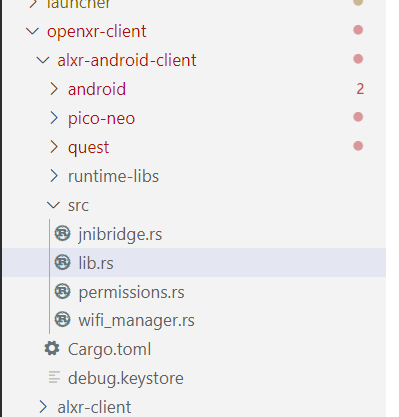 launcher
openxr-client
alxr-android-client
android 2
pico-neo
quest
runtime-libs
src
jnibridge.rs
lib.rs
permissions.rs
wifi_manager.rs
Cargo.toml
debug.keystore
alxr-client